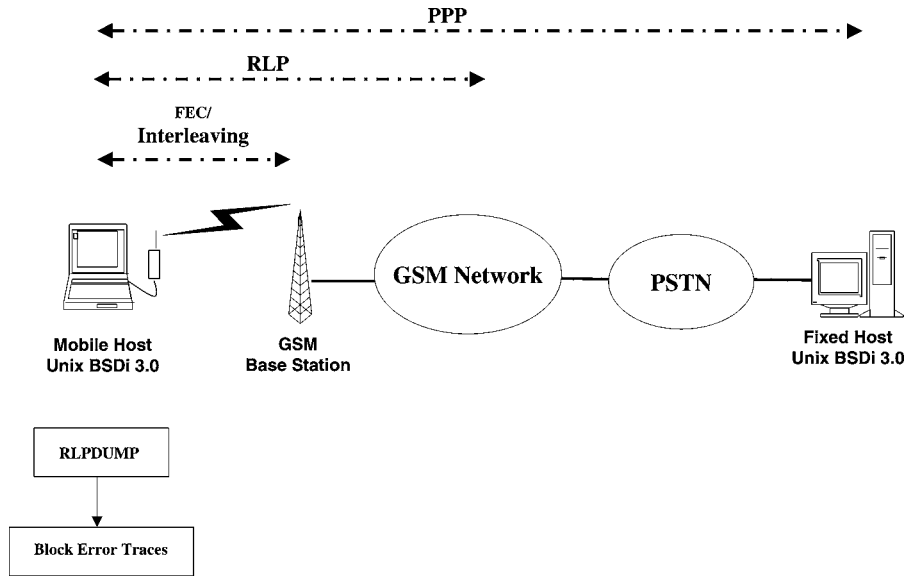 PPP
RLP
FEC/
Interleaving
GSM Network
PSTN
Mobile Host
Unix BSDi 3.0
GSM
Base Station
Fixed Host
Unix BSDi 3.0
RLPDUMP
Block Error Traces